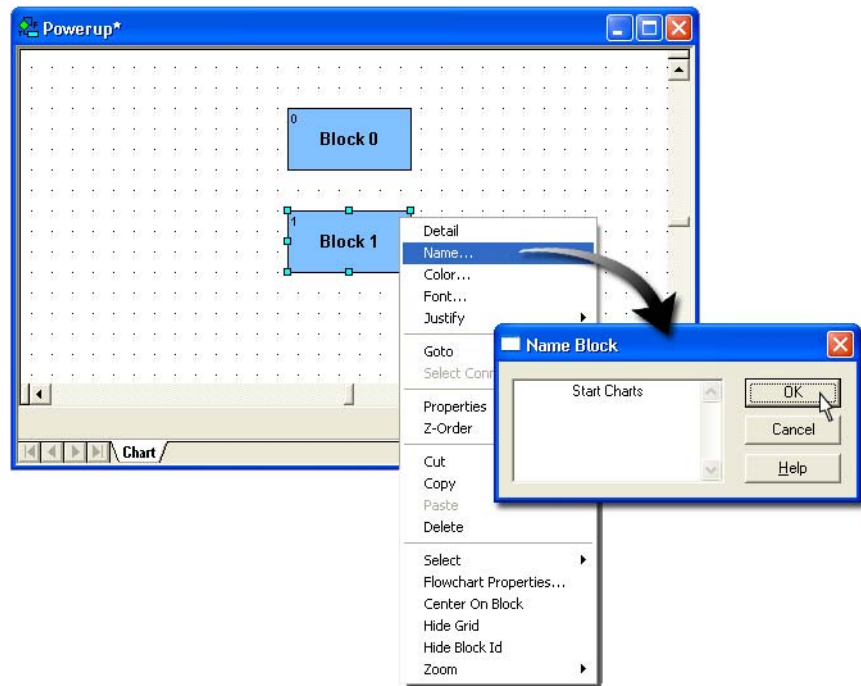 Powerup*
0
Block 0
1
Block 1
Detail
Name...
Color...
Font...
Justify
Goto
Select Conn
Properties
Z-Order
Cut
Copy
Paste
Delete
Select
Flowchart Properties...
Center On Block
Hide Grid
Hide Block Id
Zoom
Name Block
Start Charts
OK
Cancel
Help
Chart